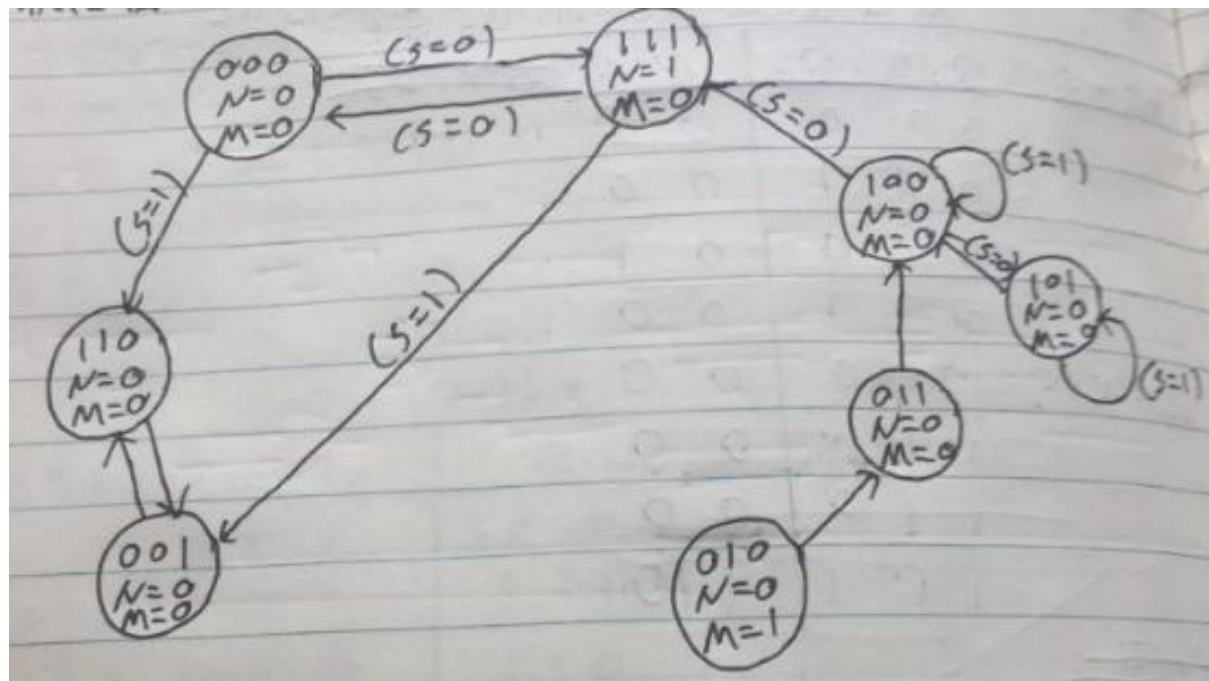 000
N=0
M=0
(S=0)
(S=0)
111
N=1
M=0
(S=0)
100
N=0
M=0
(S=1)
(S=0)
101
N=0
M=0
(S=1)
(S=1)
(S=1)
110
N=0
M=0
011
N=0
M=0
001
N=0
M=0
010
N=0
M=1